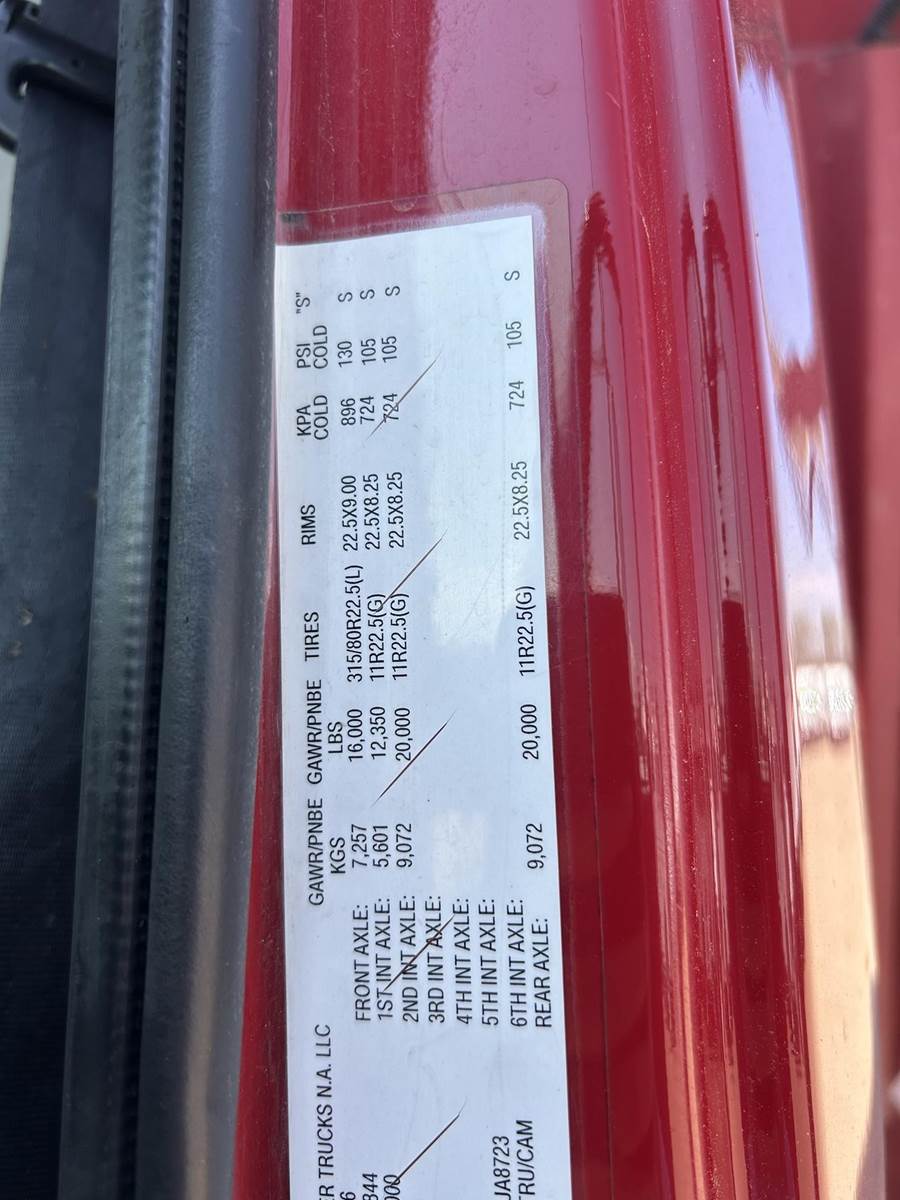 ER TRUCKS N.A. LLC
6
344
000
JA8723
TRU/CAM
GAWR/PNBE GAWR/PNBE TIRES RIMS KPA PSI "S"
KGS LBS COLD COLD
FRONT AXLE: 7,257 16,000 315/80R22.5(L) 22.5X9.00 896 130 S
1ST INT AXLE: 5,601 12,350 11R22.5(G) 22.5X8.25 724 105 S
2ND INT AXLE: 9,072 20,000 11R22.5(G) 22.5X8.25 724 105 S
3RD INT AXLE:
4TH INT AXLE:
5TH INT AXLE:
6TH INT AXLE:
REAR AXLE: 9,072 20,000 11R22.5(G) 22.5X8.25 724 105 S